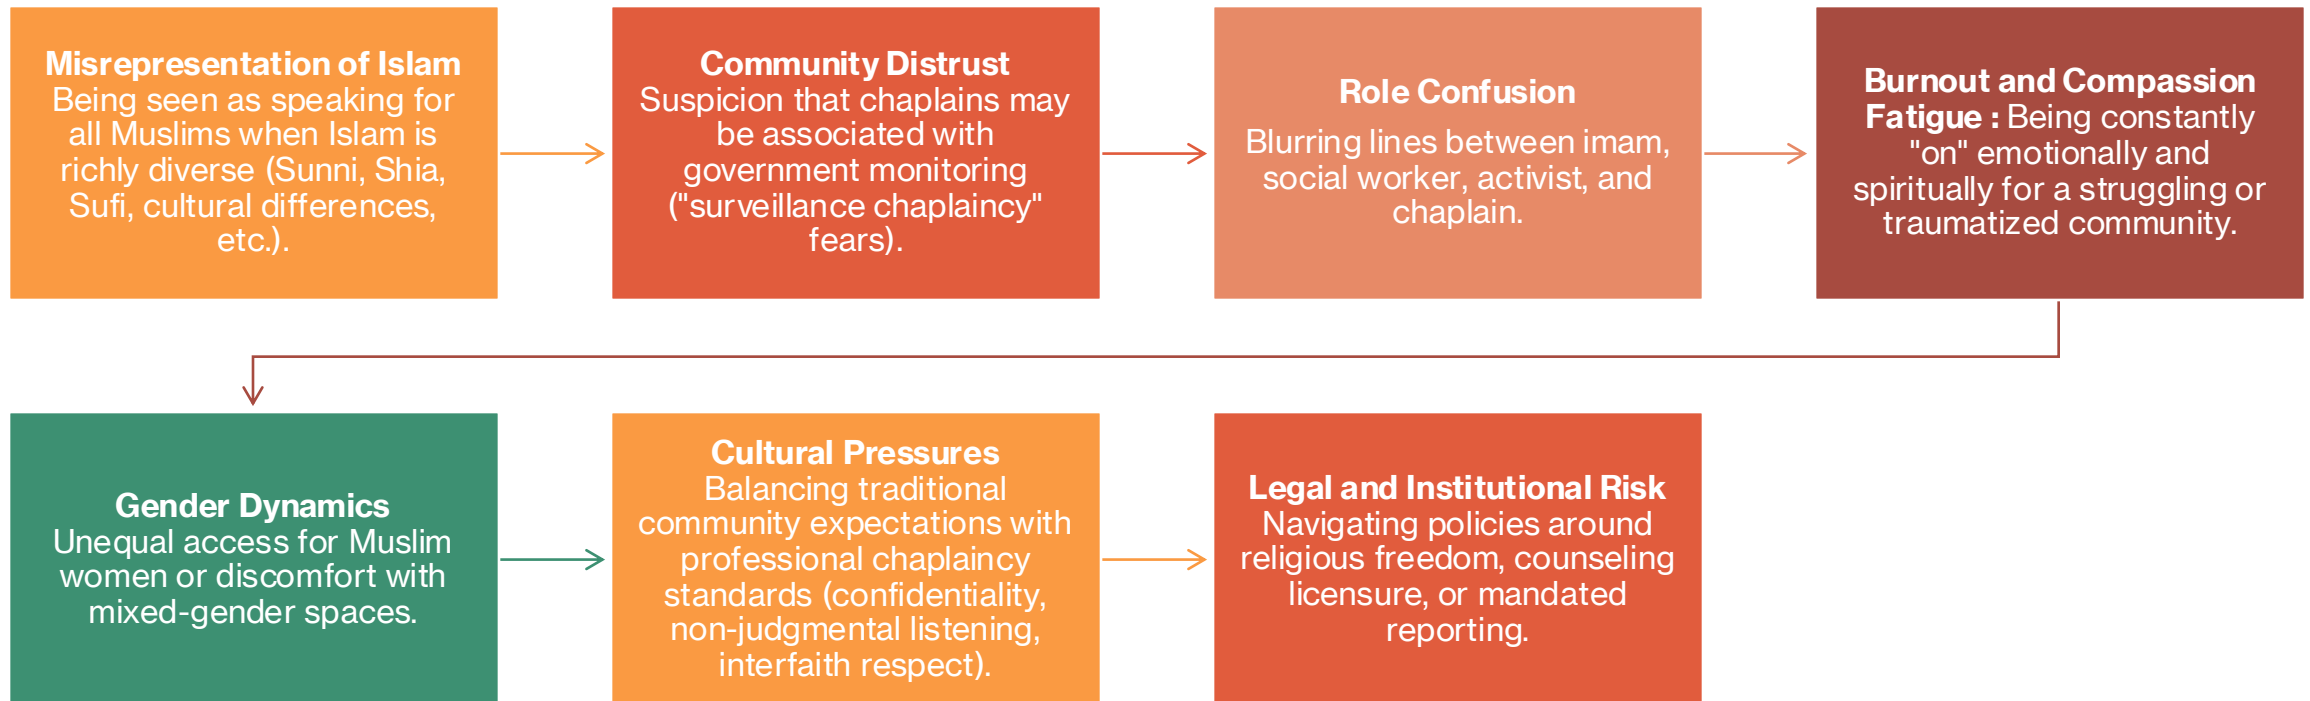 Misrepresentation of Islam
Being seen as speaking for
all Muslims when Islam is
richly diverse (Sunni, Shia,
Sufi, cultural differences,
etc.).
Community Distrust
Suspicion that chaplains may
be associated with
government monitoring
("surveillance chaplaincy"
fears).
Role Confusion
Blurring lines between imam,
social worker, activist, and
chaplain.
Burnout and Compassion
Fatigue : Being constantly
"on" emotionally and
spiritually for a struggling or
traumatized community.
Gender Dynamics
Unequal access for Muslim
women or discomfort with
mixed-gender spaces.
Cultural Pressures
Balancing traditional
community expectations with
professional chaplaincy
standards (confidentiality,
non-judgmental listening,
interfaith respect).
Legal and Institutional Risk
Navigating policies around
religious freedom, counseling
licensure, or mandated
reporting.